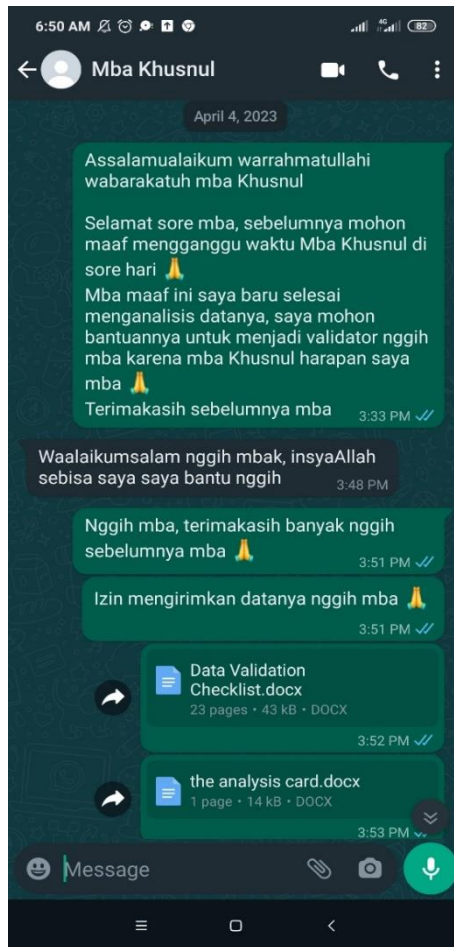 6:50 AM
4G
82
Mba Khusnul
April 4, 2023
Assalamualaikum warrahmatullahi
wabarakatuh mba Khusnul
Selamat sore mba, sebelumnya mohon
maaf mengganggu waktu Mba Khusnul di
sore hari 🙏
Mba maaf ini saya baru selesai
menganalisis datanya, saya mohon
bantuannya untuk menjadi validator nggih
mba karena mba Khusnul harapan saya
mba 🙏
Terimakasih sebelumnya mba
3:33 PM
Waalaikumsalam nggih mbak, insyaAllah
sebisa saya saya bantu nggih
3:48 PM
Nggih mba, terimakasih banyak nggih
sebelumnya mba 🙏
3:51 PM
Izin mengirimkan datanya nggih mba 🙏
3:51 PM
Data Validation
Checklist.docx
23 pages • 43 kB • DOCX
3:52 PM
the analysis card.docx
1 page • 14 kB • DOCX
3:53 PM
Message